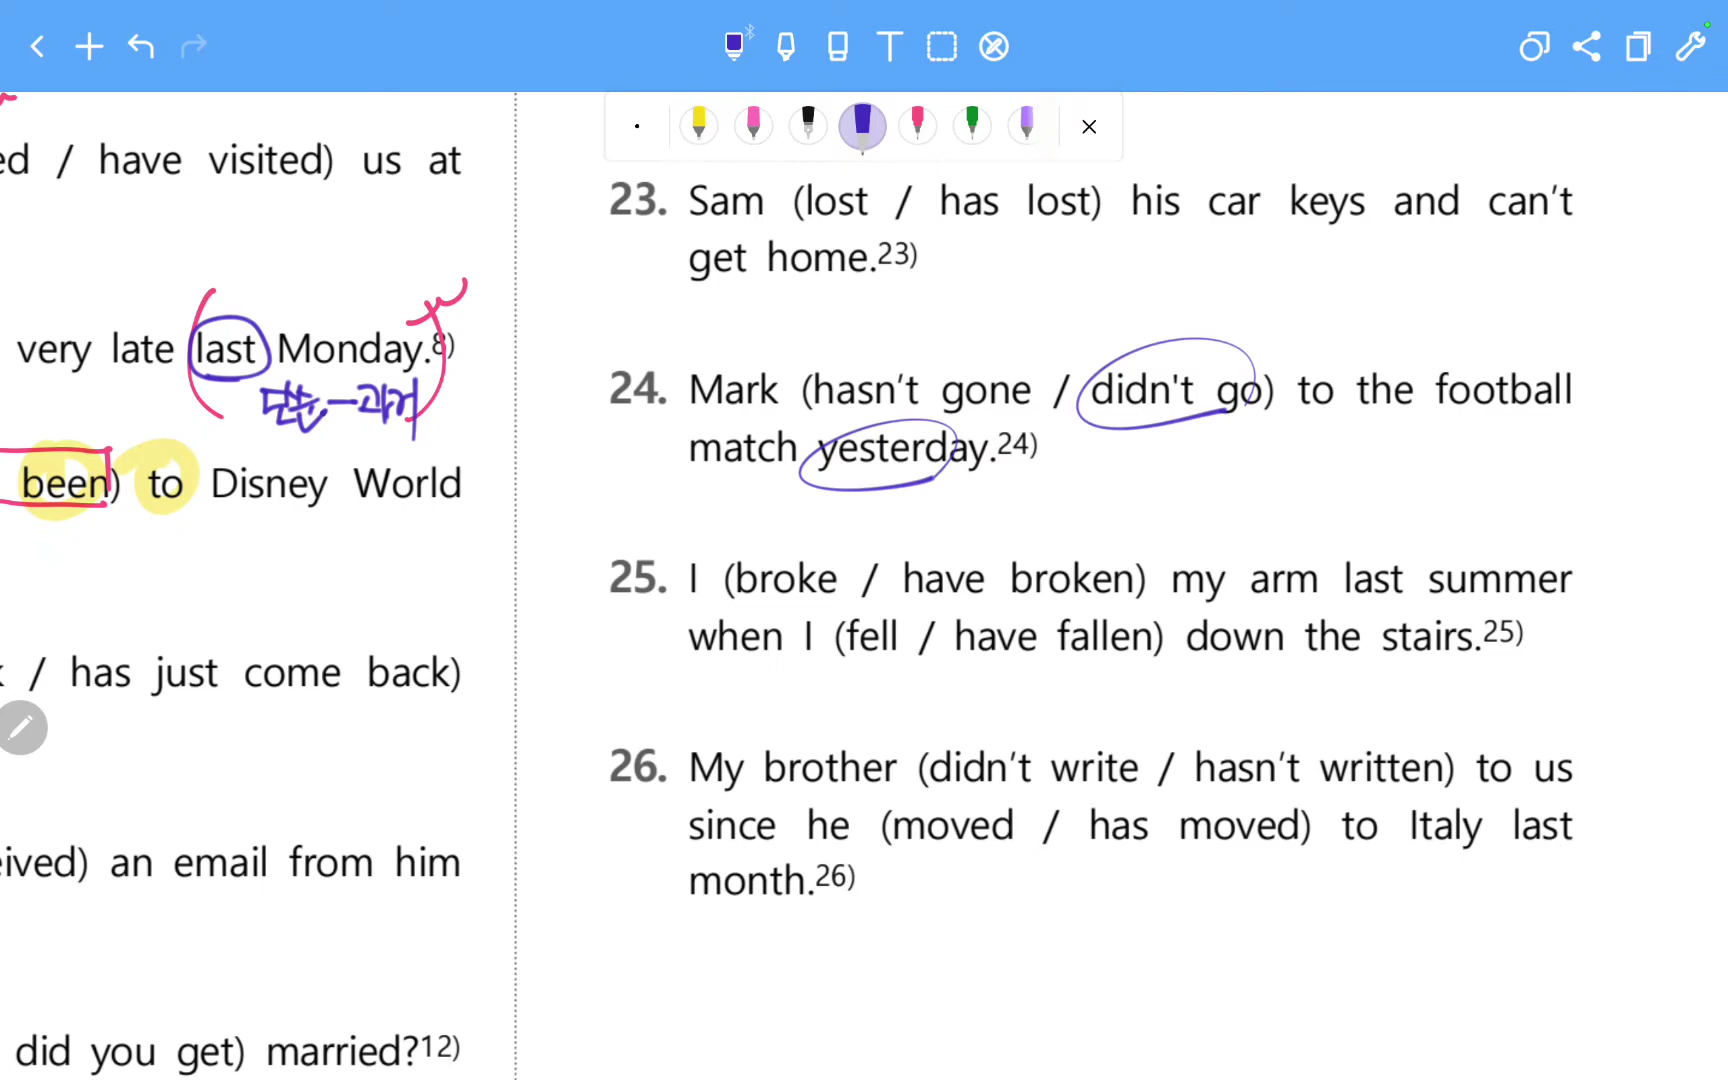 ed / have visited) us at
very late last Monday.8)
단순-과거
been) to Disney World
/ has just come back)
eived) an email from him
did you get) married?12)
23. Sam (lost / has lost) his car keys and can't
get home.23)
24. Mark (hasn't gone / didn't go) to the football
match yesterday.24)
25. I (broke / have broken) my arm last summer
when I (fell / have fallen) down the stairs.25)
26. My brother (didn't write / hasn't written) to us
since he (moved / has moved) to Italy last
month.26)